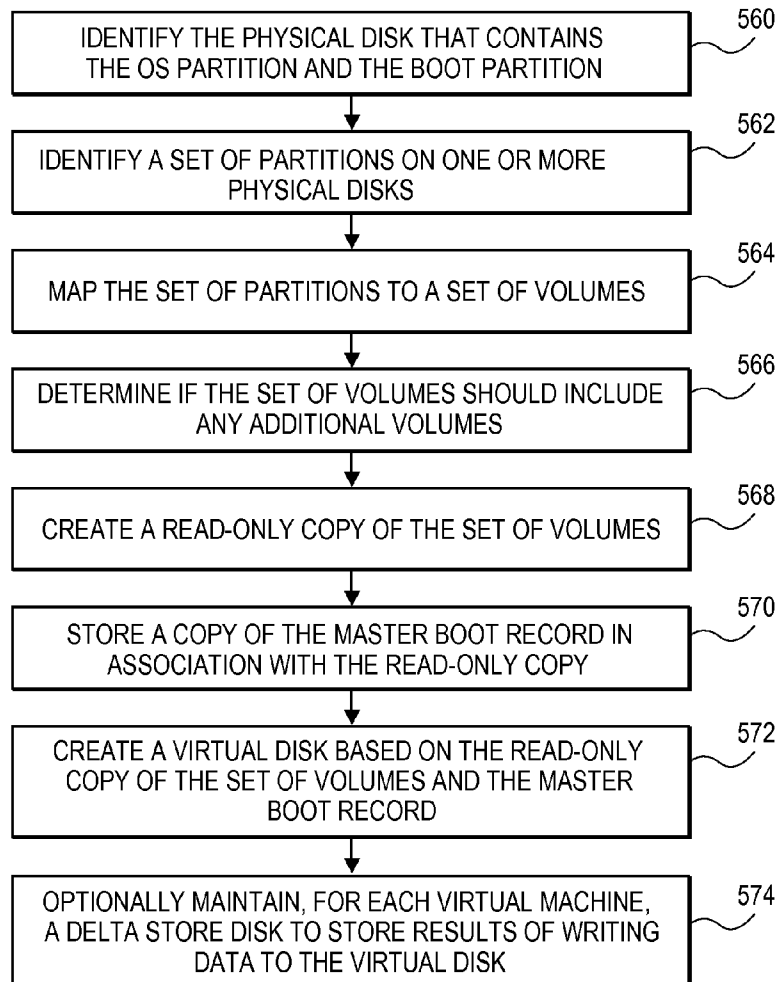 560
IDENTIFY THE PHYSICAL DISK THAT CONTAINS
THE OS PARTITION AND THE BOOT PARTITION
562
IDENTIFY A SET OF PARTITIONS ON ONE OR MORE
PHYSICAL DISKS
564
MAP THE SET OF PARTITIONS TO A SET OF VOLUMES
566
DETERMINE IF THE SET OF VOLUMES SHOULD INCLUDE
ANY ADDITIONAL VOLUMES
568
CREATE A READ-ONLY COPY OF THE SET OF VOLUMES
570
STORE A COPY OF THE MASTER BOOT RECORD IN
ASSOCIATION WITH THE READ-ONLY COPY
572
CREATE A VIRTUAL DISK BASED ON THE READ-ONLY
COPY OF THE SET OF VOLUMES AND THE MASTER
BOOT RECORD
574
OPTIONALLY MAINTAIN, FOR EACH VIRTUAL MACHINE,
A DELTA STORE DISK TO STORE RESULTS OF WRITING
DATA TO THE VIRTUAL DISK